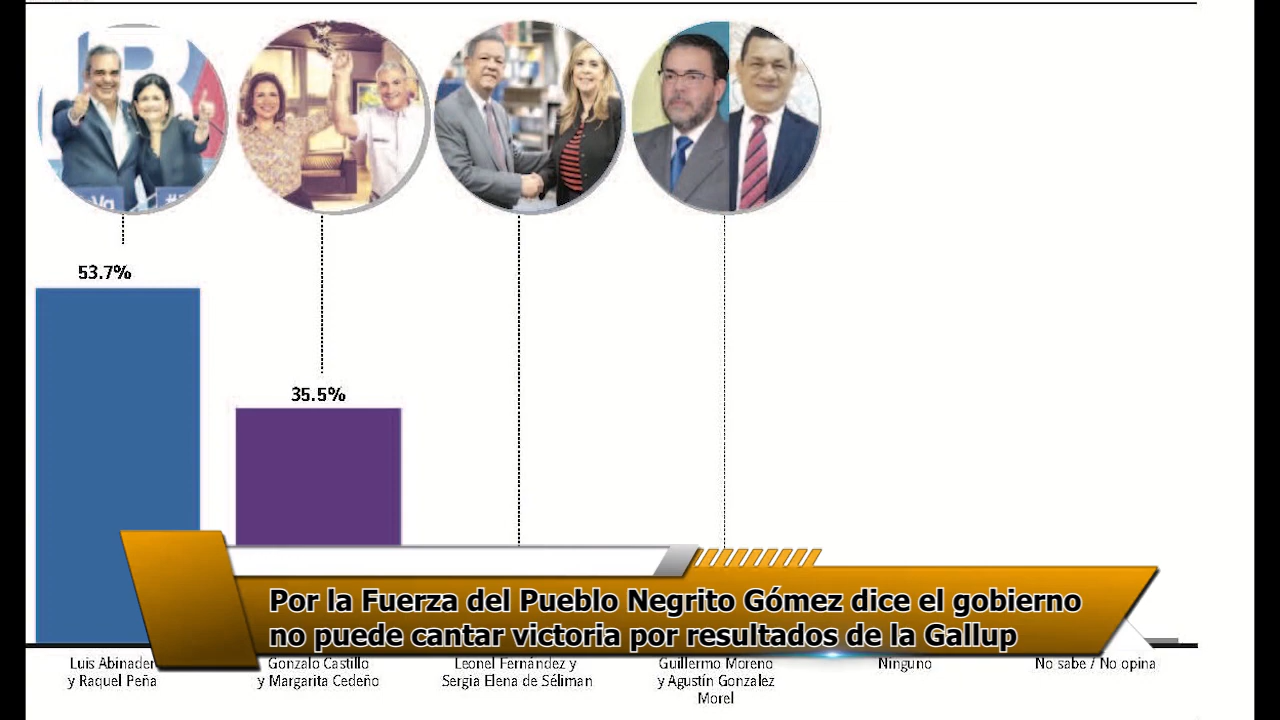 53.7%
35.5%
Por la Fuerza del Pueblo Negrito Gómez dice el gobierno
no puede cantar victoria por resultados de la Gallup
Luis Abinader
y Raquel Peña
Gonzalo Castillo
y Margarita Cedeño
Leonel Fernández y
Sergia Elena de Séliman
Guillermo Moreno
y Agustín Gonzalez
Morel
Ninguno
No sabe / No opina